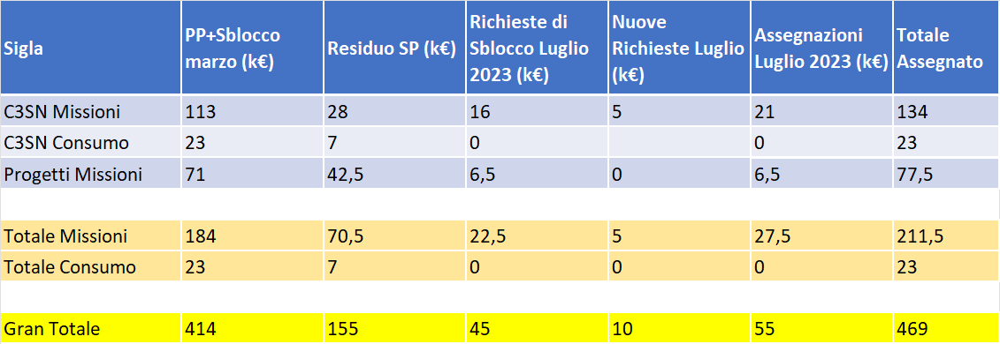 Sigla PP+Sblocco marzo (k€) Residuo SP (k€) Richieste di Sblocco Luglio 2023 (k€) Nuove Richieste Luglio (k€) Assegnazioni Luglio 2023 (k€) Totale Assegnato
C3SN Missioni 113 28 16 5 21 134
C3SN Consumo 23 7 0 0 23
Progetti Missioni 71 42,5 6,5 0 6,5 77,5
Totale Missioni 184 70,5 22,5 5 27,5 211,5
Totale Consumo 23 7 0 0 0 23
Gran Totale 414 155 45 10 55 469